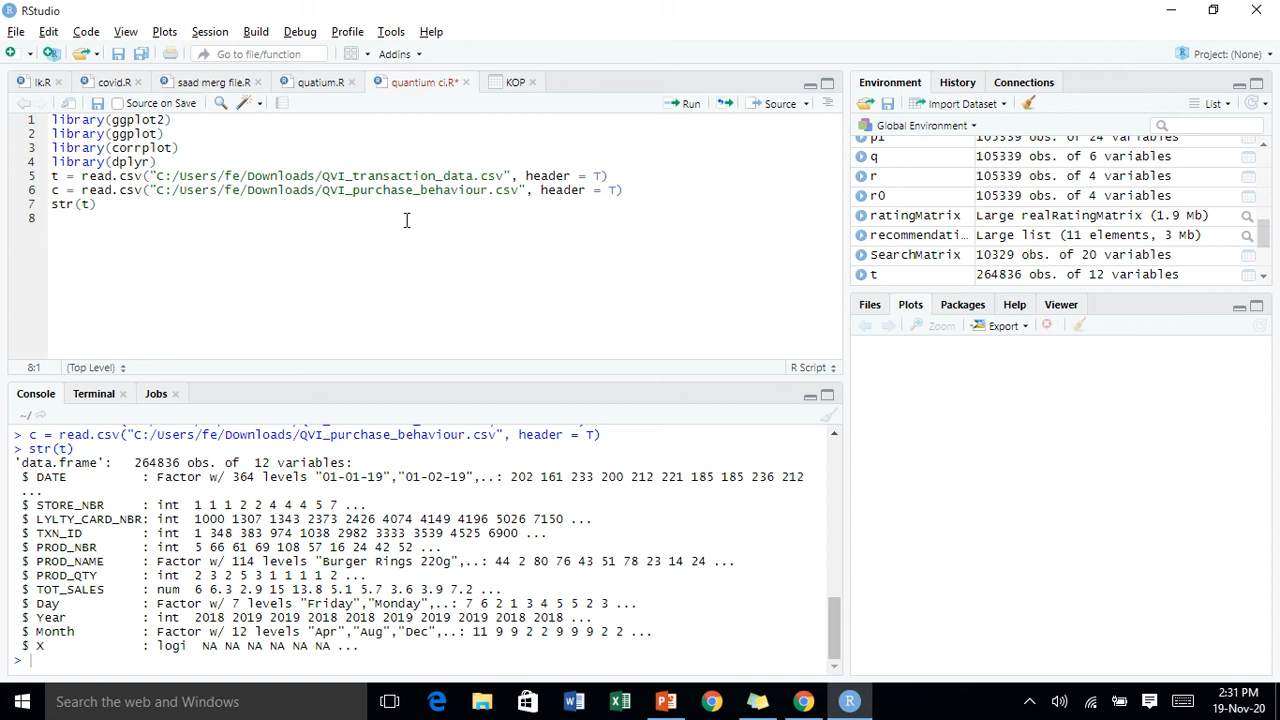 RStudio
File Edit Code View Plots Session Build Debug Profile Tools Help
Go to file/function Addins Project: (None)
lk.R covid.R saad merg file.R quatium.R quantium ci.R* KOP
Source on Save Run Source
1 library(ggplot2)
2 library(ggplot)
3 library(corrplot)
4 library(dplyr)
5 t = read.csv("C:/Users/fe/Downloads/QVI_transaction_data.csv", header = T)
6 c = read.csv("C:/Users/fe/Downloads/QVI_purchase_behaviour.csv", header = T)
7 str(t)
8
8:1 (Top Level) R Script
Console Terminal Jobs
~/
> c = read.csv("C:/Users/fe/Downloads/QVI_purchase_behaviour.csv", header = T)
> str(t)
'data.frame': 264836 obs. of 12 variables:
$ DATE : Factor w/ 364 levels "01-01-19","01-02-19",..: 202 161 233 200 212 221 185 185 236 212
...
$ STORE_NBR : int 1 1 1 2 2 4 4 4 5 7 ...
$ LYLTY_CARD_NBR: int 1000 1307 1343 2373 2426 4074 4149 4196 5026 7150 ...
$ TXN_ID : int 1 348 383 974 1038 2982 3333 3539 4525 6900 ...
$ PROD_NBR : int 5 66 61 69 108 57 16 24 42 52 ...
$ PROD_NAME : Factor w/ 114 levels "Burger Rings 220g",..: 44 2 80 76 43 51 78 23 14 24 ...
$ PROD_QTY : int 2 3 2 5 3 1 1 1 1 2 ...
$ TOT_SALES : num 6 6.3 2.9 15 13.8 5.1 5.7 3.6 3.9 7.2 ...
$ Day : Factor w/ 7 levels "Friday","Monday",..: 7 6 2 1 3 4 5 5 2 3 ...
$ Year : int 2018 2019 2019 2018 2018 2019 2019 2019 2018 2018 ...
$ Month : Factor w/ 12 levels "Apr","Aug","Dec",..: 11 9 9 2 2 9 9 9 2 2 ...
$ X : logi NA NA NA NA NA NA ...
>
Environment History Connections
Import Dataset List
Global Environment
p1 105339 obs. of 24 variables
q 105339 obs. of 6 variables
r 105339 obs. of 4 variables
r0 105339 obs. of 4 variables
ratingMatrix Large realRatingMatrix (1.9 Mb)
recommendati… Large list (11 elements, 3 Mb)
SearchMatrix 10329 obs. of 20 variables
t 264836 obs. of 12 variables
Files Plots Packages Help Viewer
Zoom Export
Search the web and Windows
2:31 PM
19-Nov-20